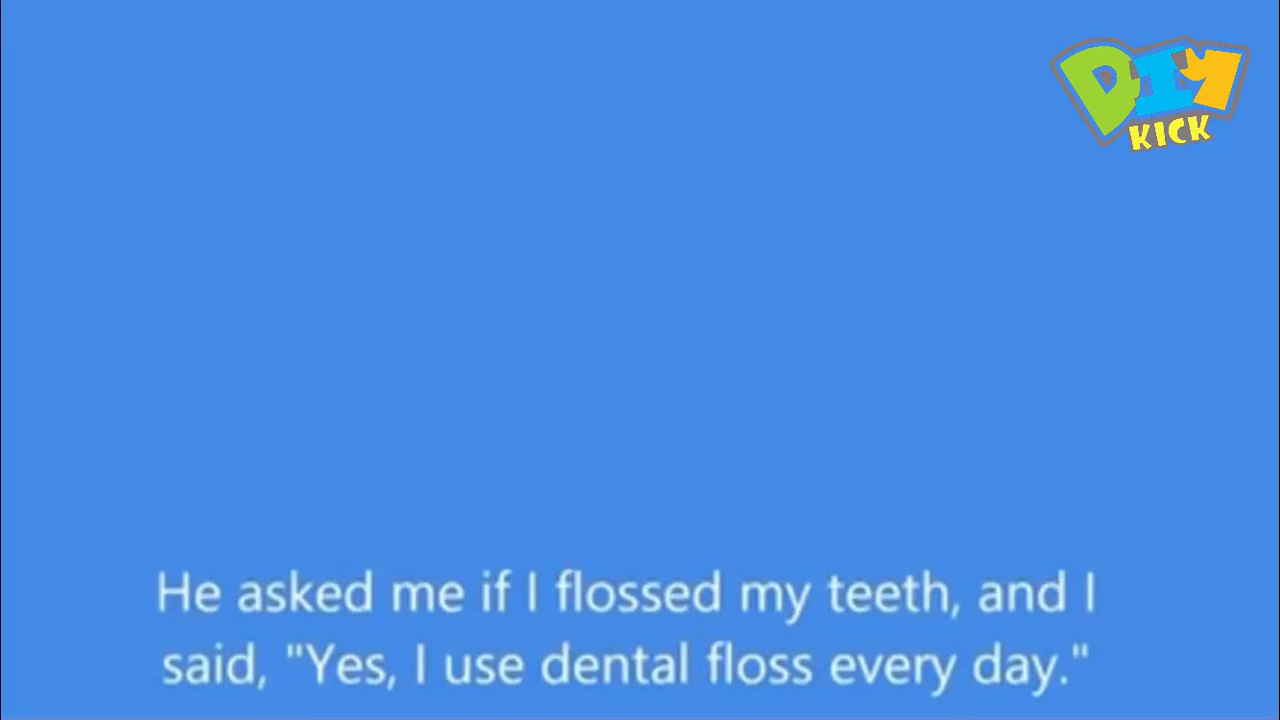 DIY
KICK
He asked me if I flossed my teeth, and I
said, "Yes, I use dental floss every day."